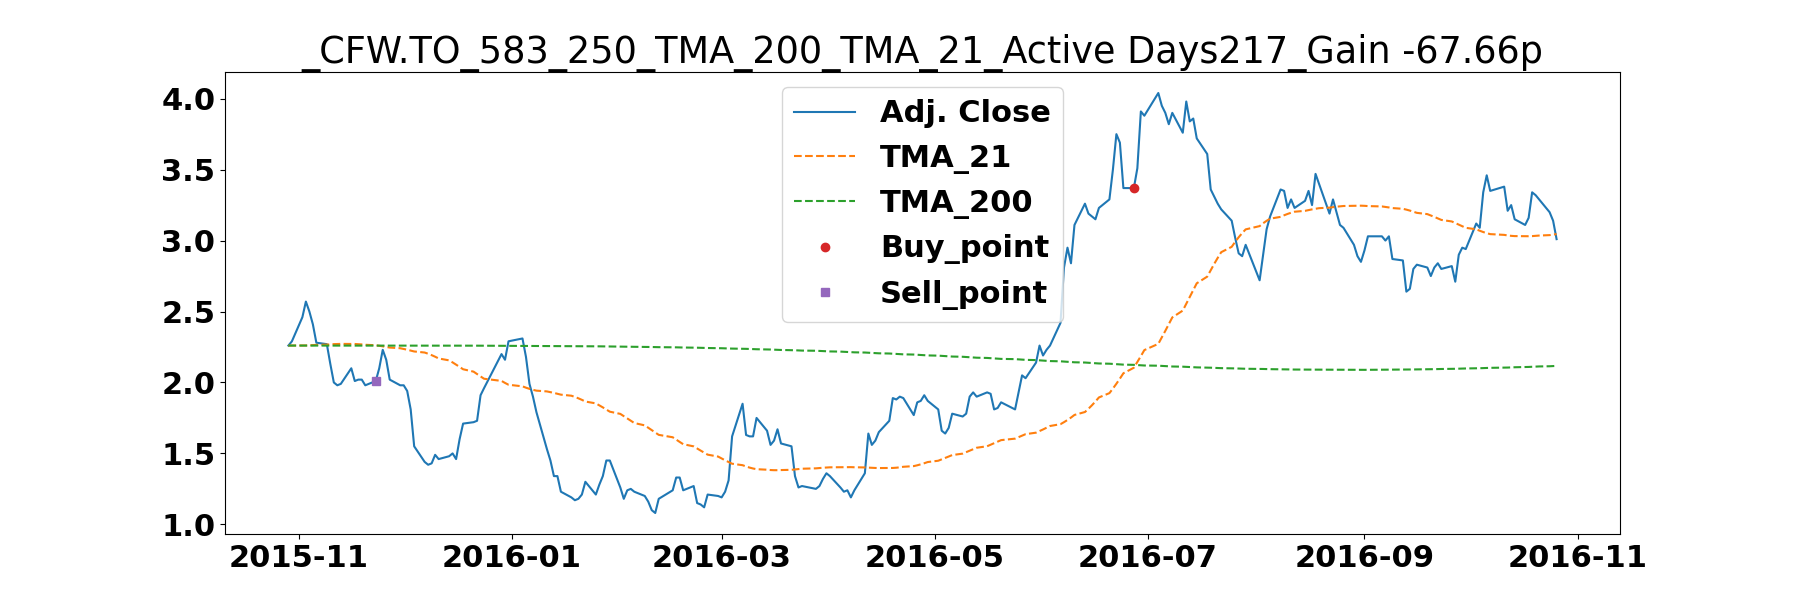 _CFW.TO_583_250_TMA_200_TMA_21_Active Days217_Gain -67.66p
4.0
3.5
3.0
2.5
2.0
1.5
1.0
Adj. Close
TMA_21
TMA_200
Buy_point
Sell_point
2015-11 2016-01 2016-03 2016-05 2016-07 2016-09 2016-11